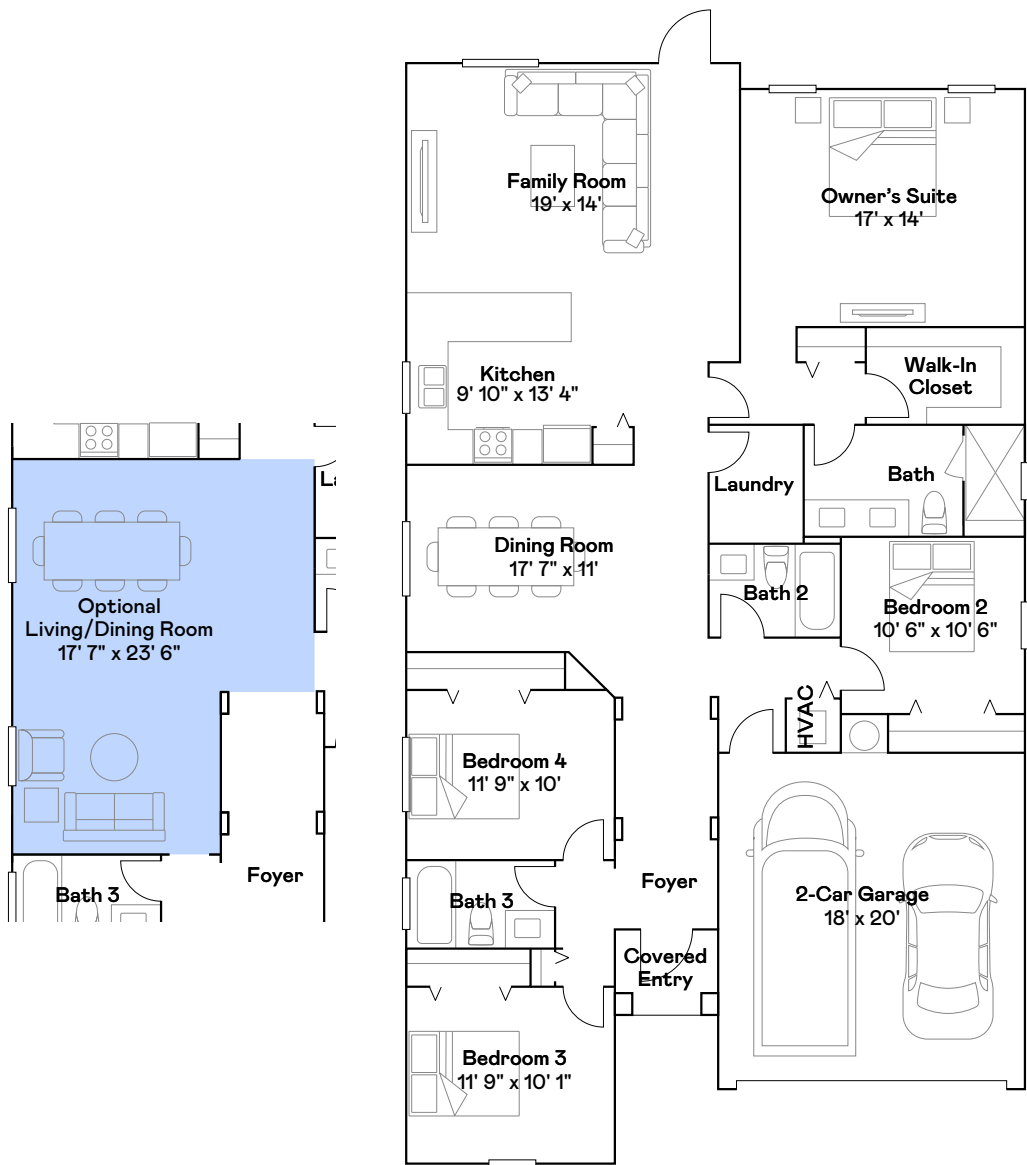 Family Room
19' x 14'
Owner's Suite
17' x 14'
Kitchen
9' 10" x 13' 4"
Walk-In
Closet
La
Laundry
Bath
Dining Room
17' 7" x 11'
Bath 2
Bedroom 2
10' 6" x 10' 6"
Optional
Living/Dining Room
17' 7" x 23' 6"
HVAC
Bedroom 4
11' 9" x 10'
Foyer
Bath 3
Bath 3
Foyer
2-Car Garage
18' x 20'
Covered
Entry
Bedroom 3
11' 9" x 10' 1"